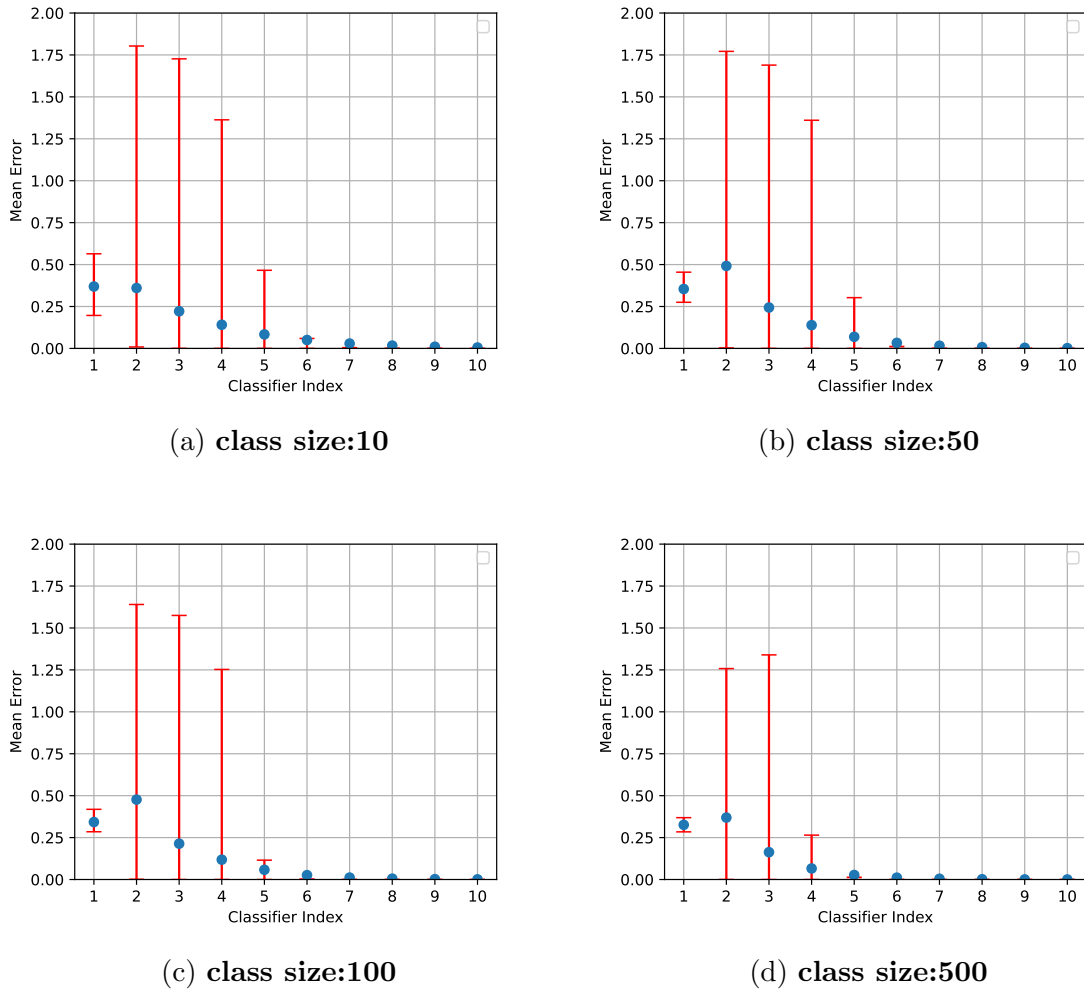 2.00
1.75
1.50
1.25
1.00
0.75
0.50
0.25
0.00
Mean Error
1 2 3 4 5 6 7 8 9 10
Classifier Index
(a) class size:10
2.00
1.75
1.50
1.25
1.00
0.75
0.50
0.25
0.00
Mean Error
1 2 3 4 5 6 7 8 9 10
Classifier Index
(b) class size:50
2.00
1.75
1.50
1.25
1.00
0.75
0.50
0.25
0.00
Mean Error
1 2 3 4 5 6 7 8 9 10
Classifier Index
(c) class size:100
2.00
1.75
1.50
1.25
1.00
0.75
0.50
0.25
0.00
Mean Error
1 2 3 4 5 6 7 8 9 10
Classifier Index
(d) class size:500